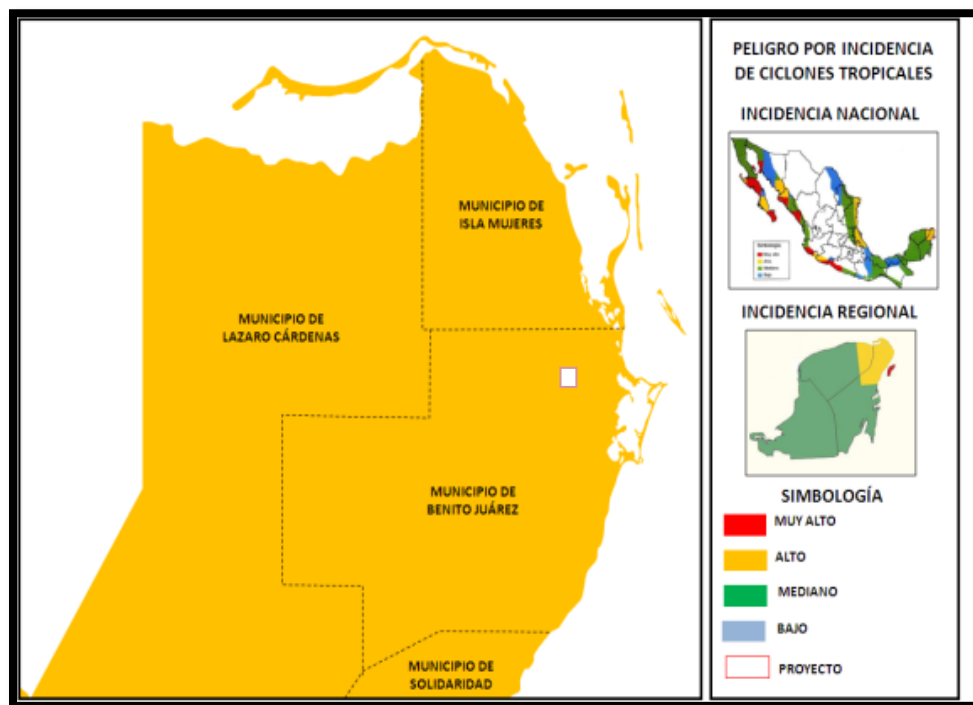 MUNICIPIO DE
ISLA MUJERES
MUNICIPIO DE
LAZARO CÁRDENAS
MUNICIPIO DE
BENITO JUÁREZ
MUNICIPIO DE
SOLIDARIDAD
PELIGRO POR INCIDENCIA
DE CICLONES TROPICALES
INCIDENCIA NACIONAL
INCIDENCIA REGIONAL
SIMBOLOGÍA
MUY ALTO
ALTO
MEDIANO
BAJO
PROYECTO